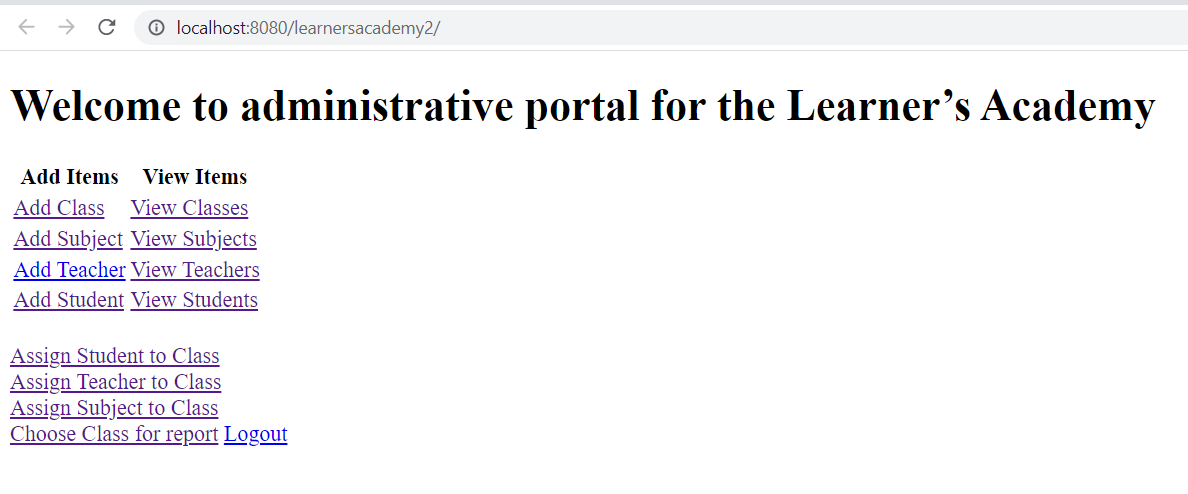 localhost:8080/learnersacademy2/
Welcome to administrative portal for the Learner’s Academy
Add Items View Items
Add Class View Classes
Add Subject View Subjects
Add Teacher View Teachers
Add Student View Students
Assign Student to Class
Assign Teacher to Class
Assign Subject to Class
Choose Class for report Logout